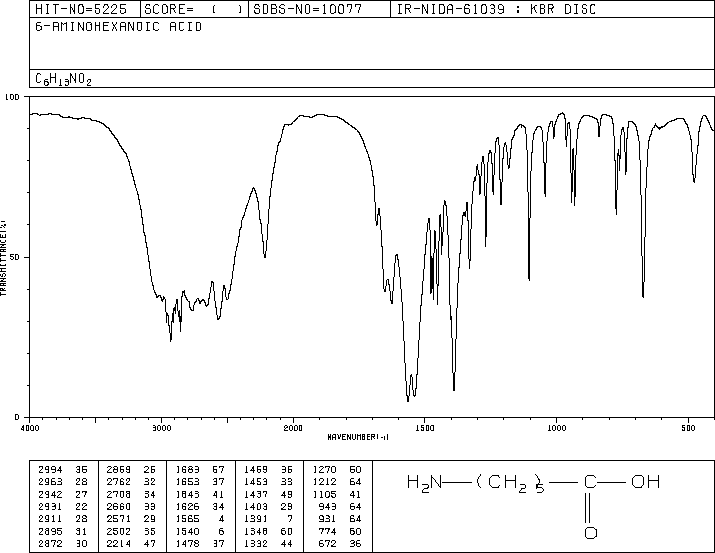 HIT-NO=5225 SCORE= ( ) SDBS-NO=10077 IR-NIDA-61039 : KBR DISC
6-AMINOHEXANOIC ACID
C6H13NO2
100
50
0
TRANSMITTANCE(%)
4000 3000 2000 1500 1000 500
WAVENUMBER(-1)
2994 36 2869 26 1683 57 1469 36 1270 50
2963 28 2762 32 1653 37 1453 33 1212 64
2942 27 2708 34 1643 41 1437 49 1105 41
2931 22 2660 33 1626 34 1403 29 949 64
2911 28 2571 29 1565 4 1391 7 931 64
2895 31 2502 35 1540 6 1348 60 774 60
2872 30 2214 47 1478 37 1332 44 672 36
H2N—(CH2)5—C—OH
O